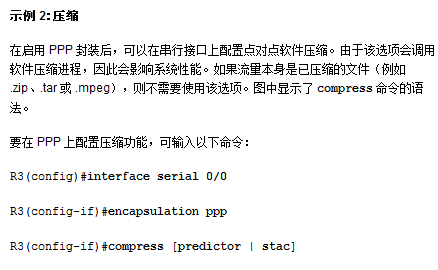 示例 2: 压缩
在启用 PPP 封装后，可以在串行接口上配置点对点软件压缩。由于该选项会调用
软件压缩进程，因此会影响系统性能。如果流量本身是已压缩的文件（例如
.zip、.tar 或 .mpeg），则不需要使用该选项。图中显示了 compress 命令的语
法。
要在 PPP 上配置压缩功能，可输入以下命令：
R3(config)#interface serial 0/0
R3(config-if)#encapsulation ppp
R3(config-if)#compress [predictor | stac]